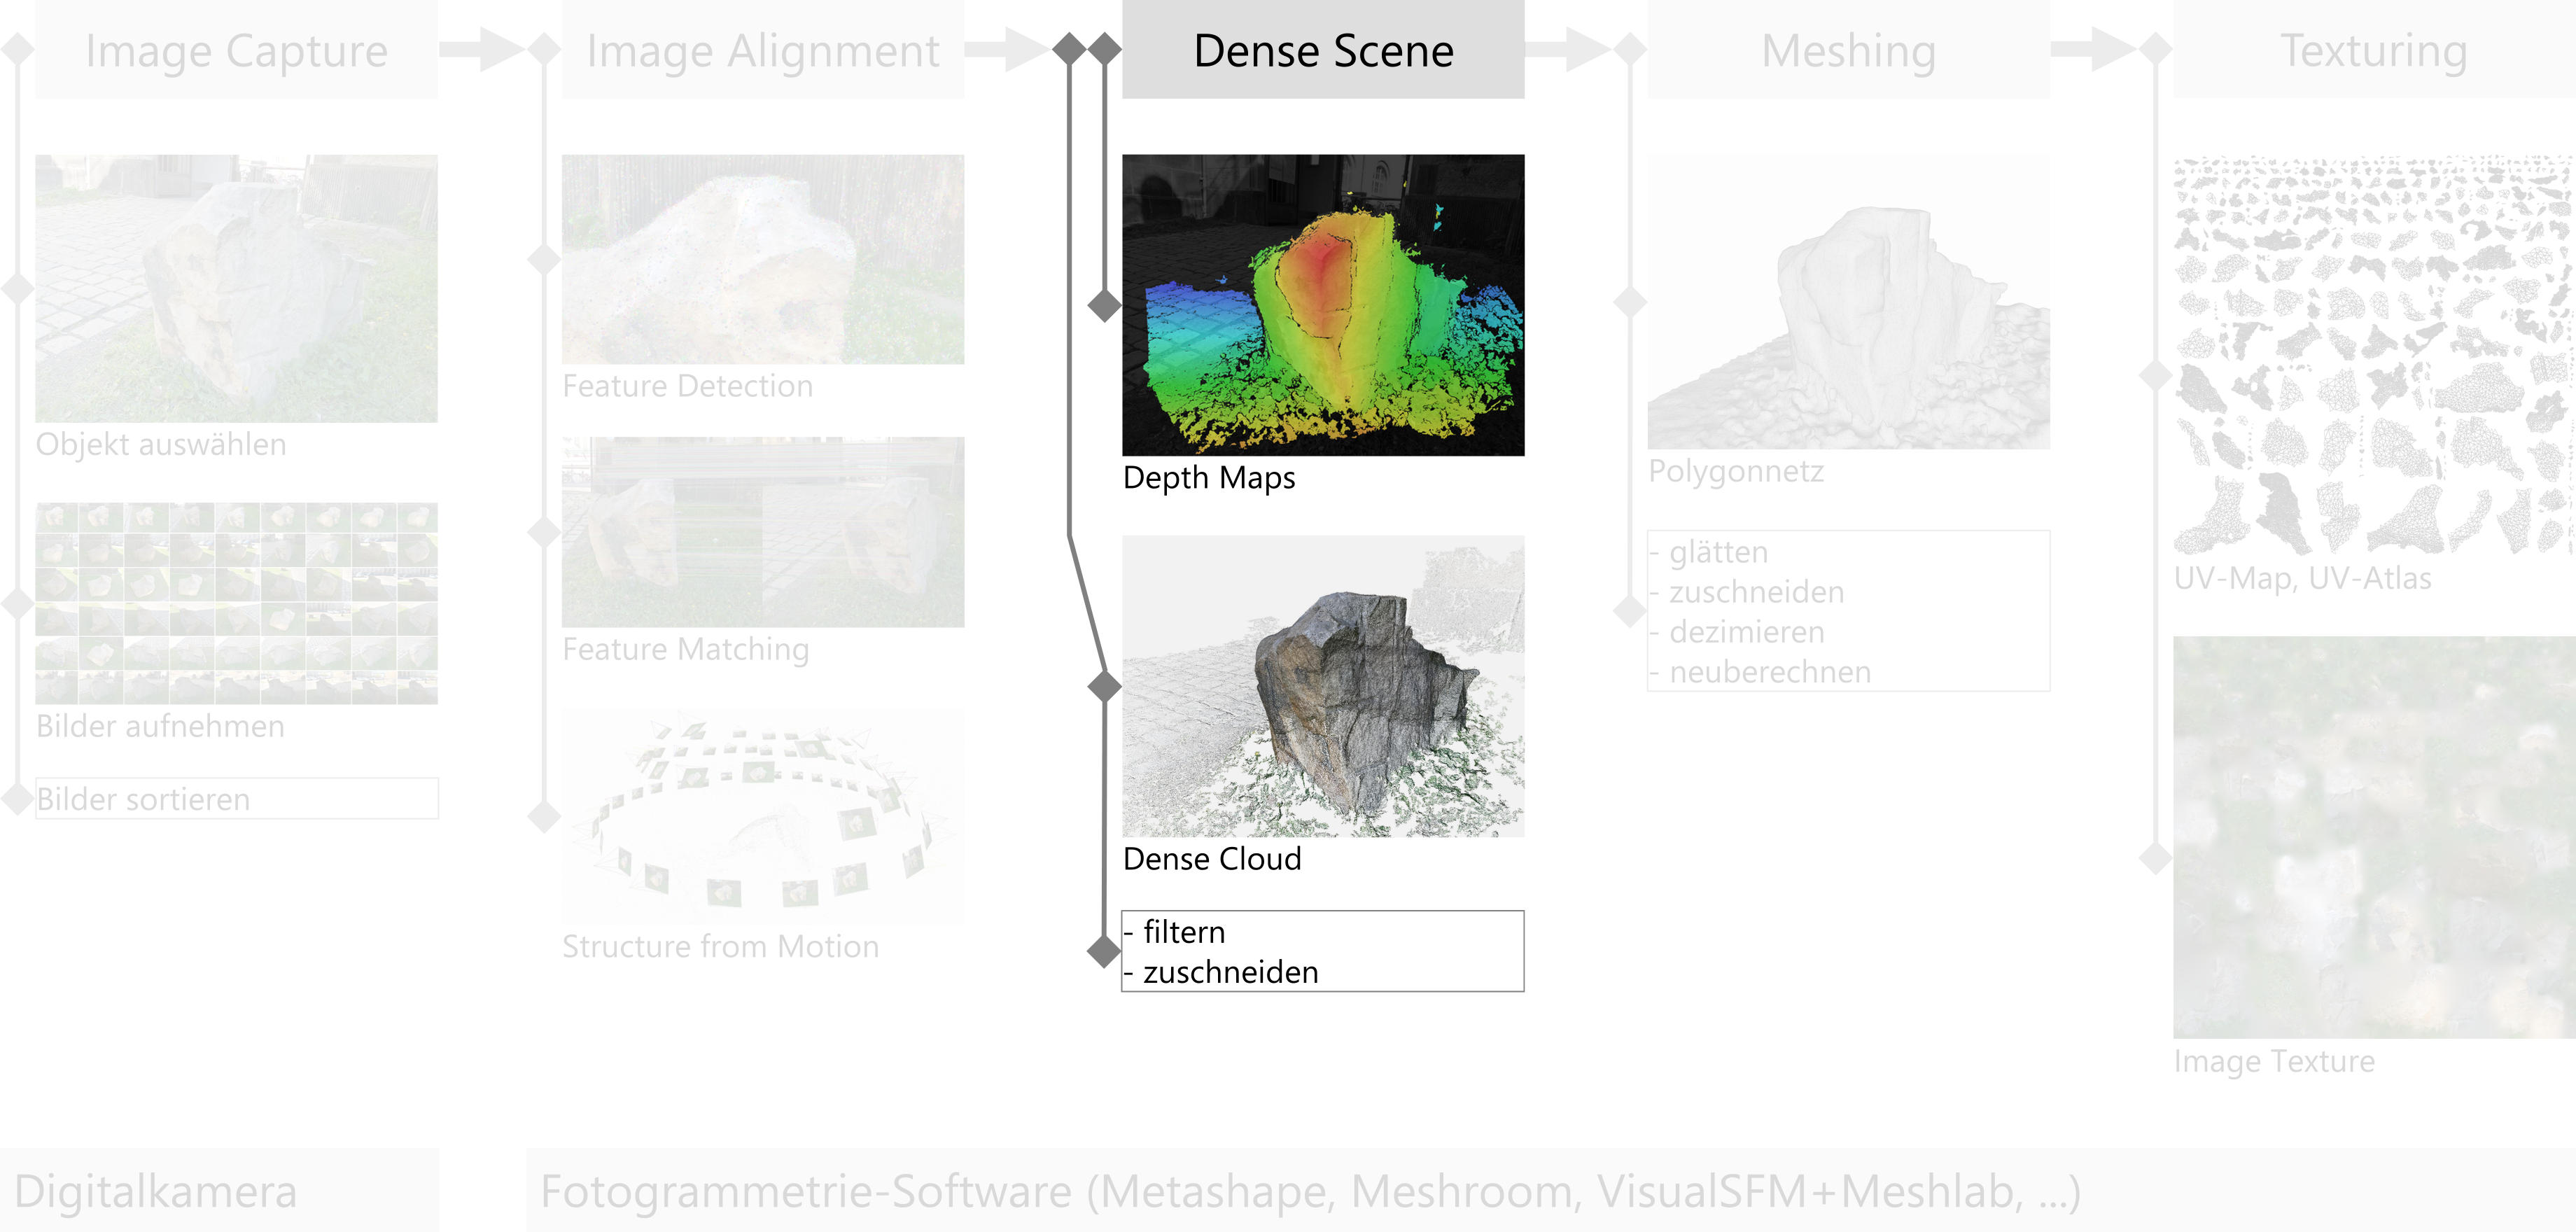 Image Capture
Objekt auswählen
Bilder aufnehmen
Bilder sortieren
Image Alignment
Feature Detection
Feature Matching
Structure from Motion
Dense Scene
Depth Maps
Dense Cloud
- filtern
- zuschneiden
Meshing
Polygonnetz
- glätten
- zuschneiden
- dezimieren
- neuberechnen
Texturing
UV-Map, UV-Atlas
Image Texture
Digitalkamera
Fotogrammetrie-Software (Metashape, Meshroom, VisualSFM+Meshlab, ...)